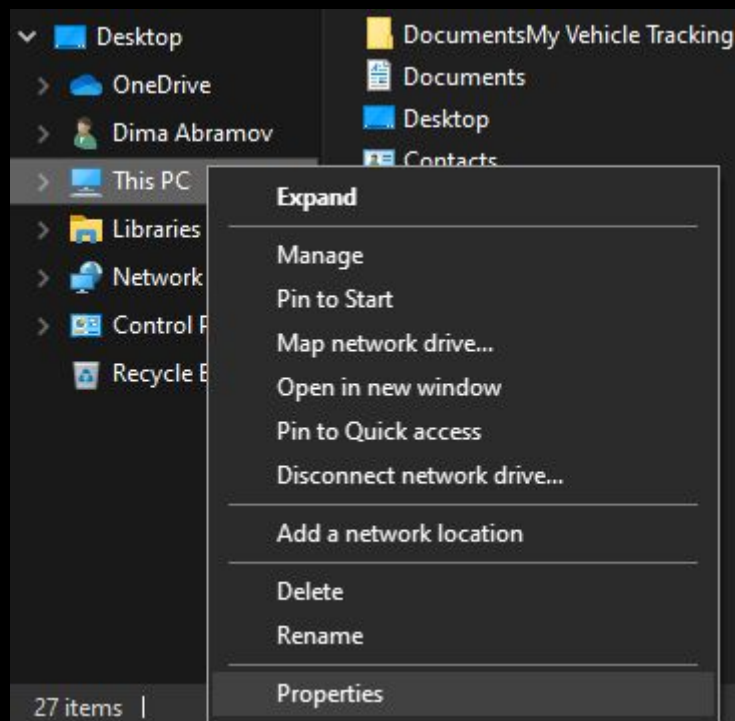 Desktop
OneDrive
Dima Abramov
This PC
Libraries
Network
Control P
Recycle B
27 items
DocumentsMy Vehicle Tracking
Documents
Desktop
Contacts
Expand
Manage
Pin to Start
Map network drive...
Open in new window
Pin to Quick access
Disconnect network drive...
Add a network location
Delete
Rename
Properties